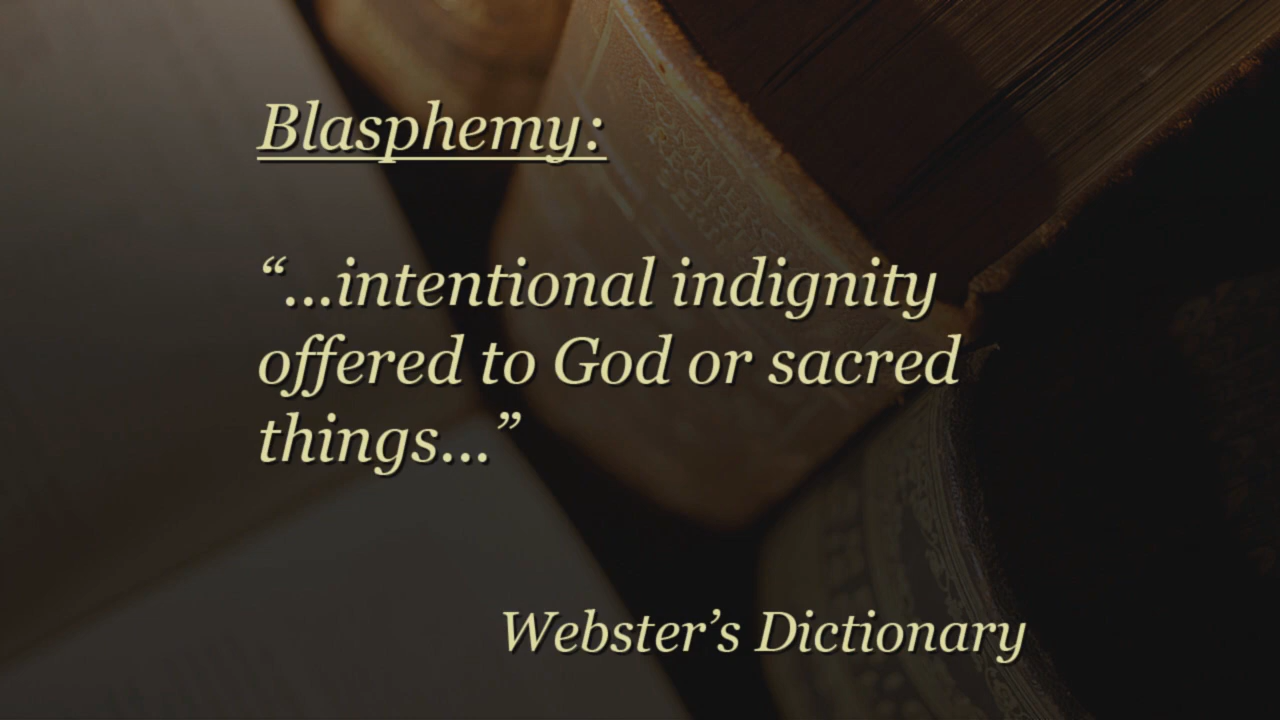 Blasphemy:
“...intentional indignity
offered to God or sacred
things...”
Webster’s Dictionary